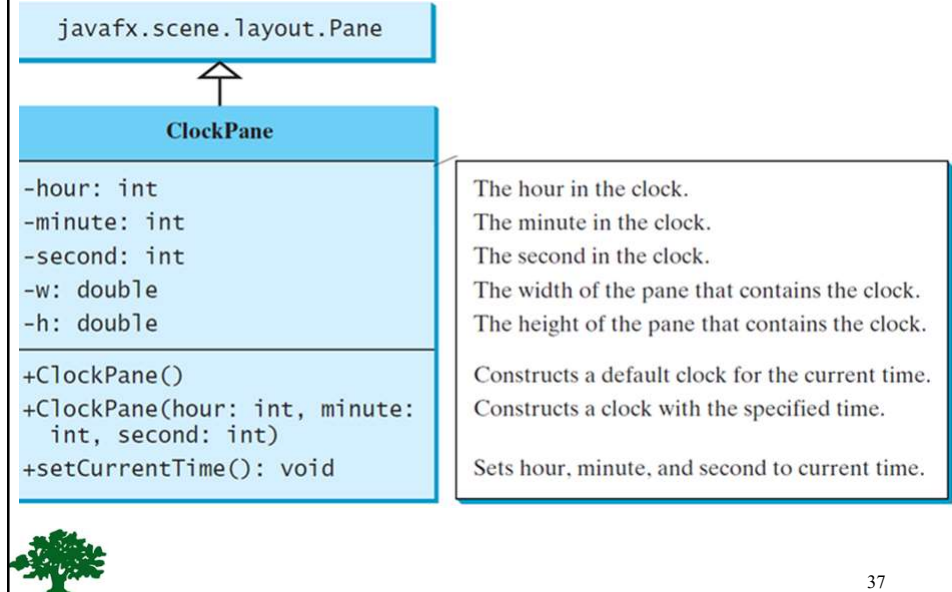 javafx.scene.layout.Pane
ClockPane
-hour: int
-minute: int
-second: int
-w: double
-h: double
The hour in the clock.
The minute in the clock.
The second in the clock.
The width of the pane that contains the clock.
The height of the pane that contains the clock.
+ClockPane()
+ClockPane(hour: int, minute:
int, second: int)
+setCurrentTime(): void
Constructs a default clock for the current time.
Constructs a clock with the specified time.
Sets hour, minute, and second to current time.
37